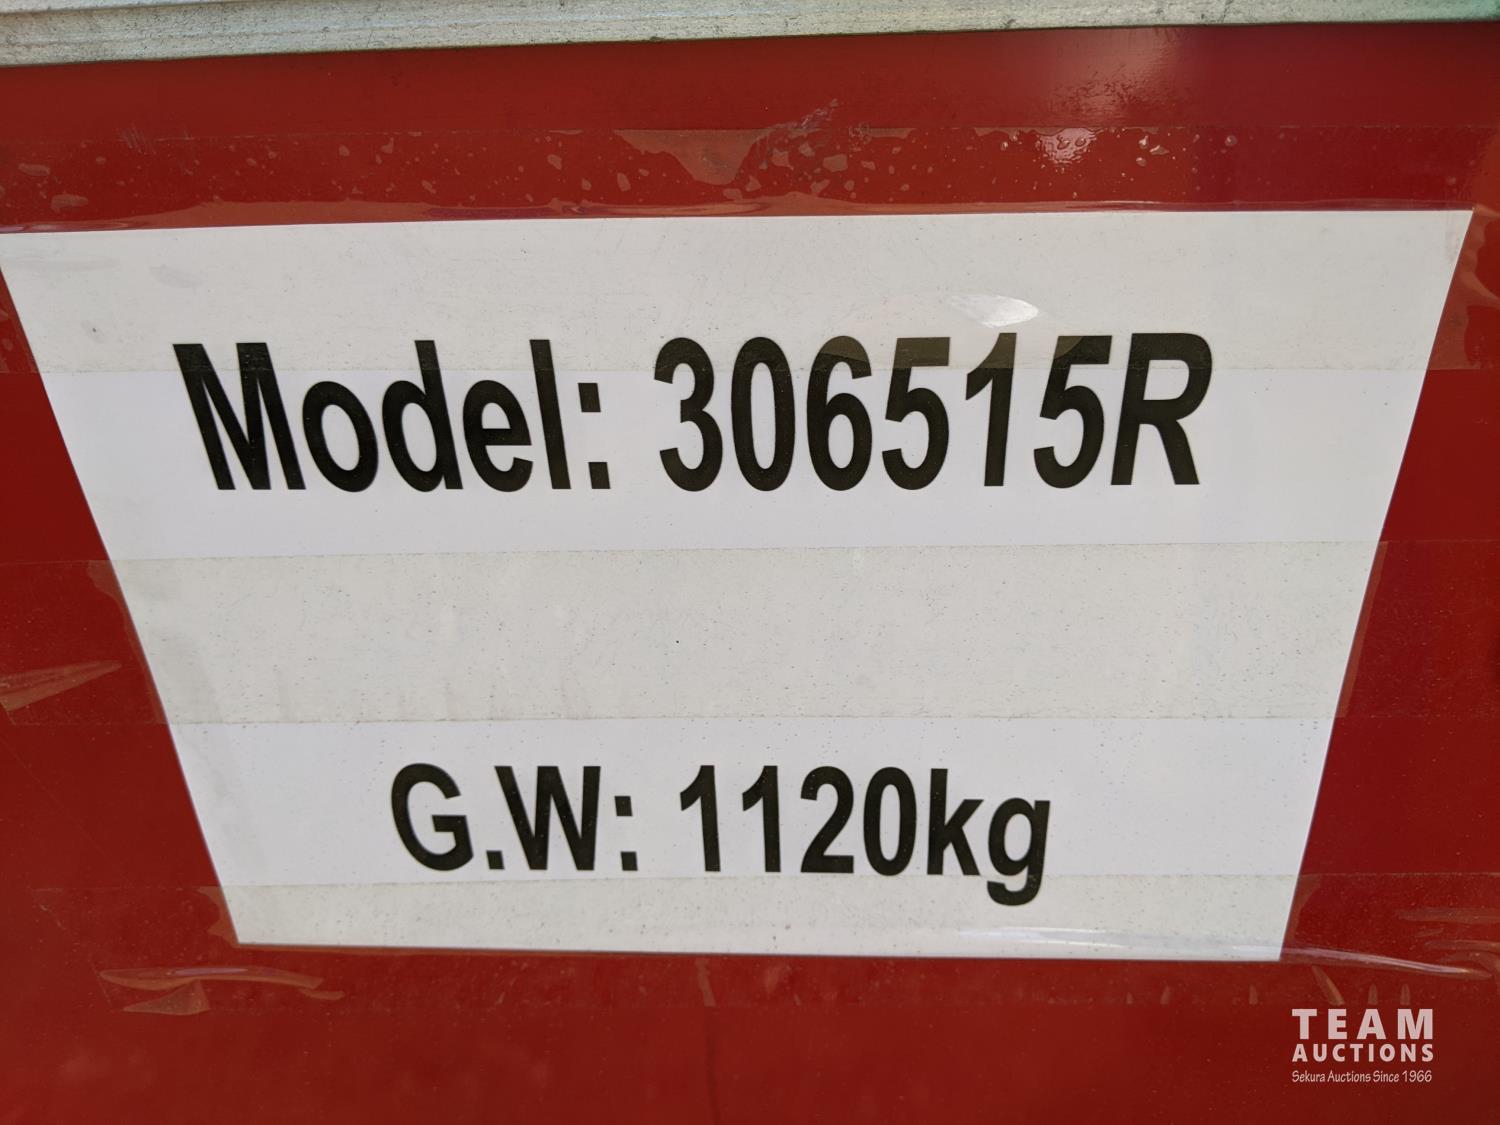 Model: 306515R
G.W: 1120kg
TEAM
AUCTIONS
Sekura Auctions Since 1966